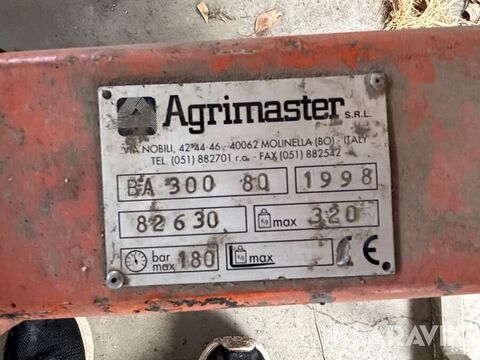 Agrimaster S.R.L.
VIA NOBILI, 42-44-46 - 40062 MOLINELLA (BO) - ITALY
TEL. (051) 882701 r.a. - FAX (051) 882542
BA 300 80 1998
82630 Kg max 320
bar max 180 Kg max CE